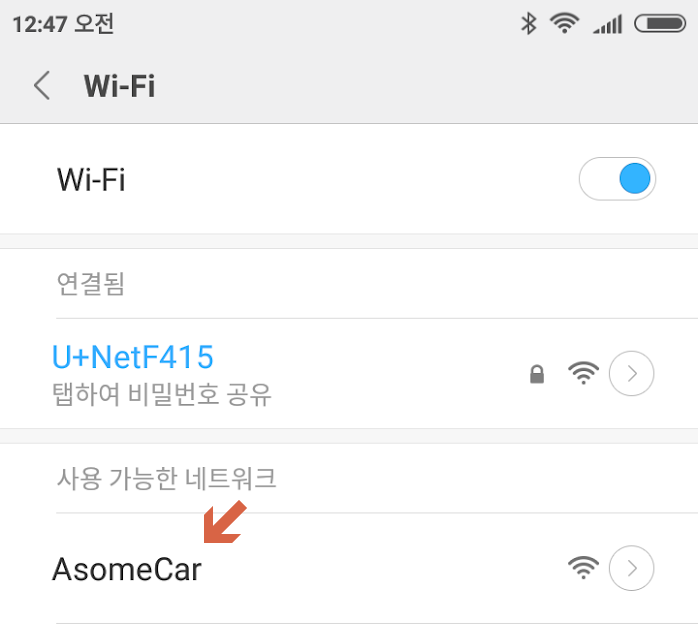 12:47 오전
Wi-Fi
Wi-Fi
연결됨
U+NetF415
탭하여 비밀번호 공유
사용 가능한 네트워크
AsomeCar